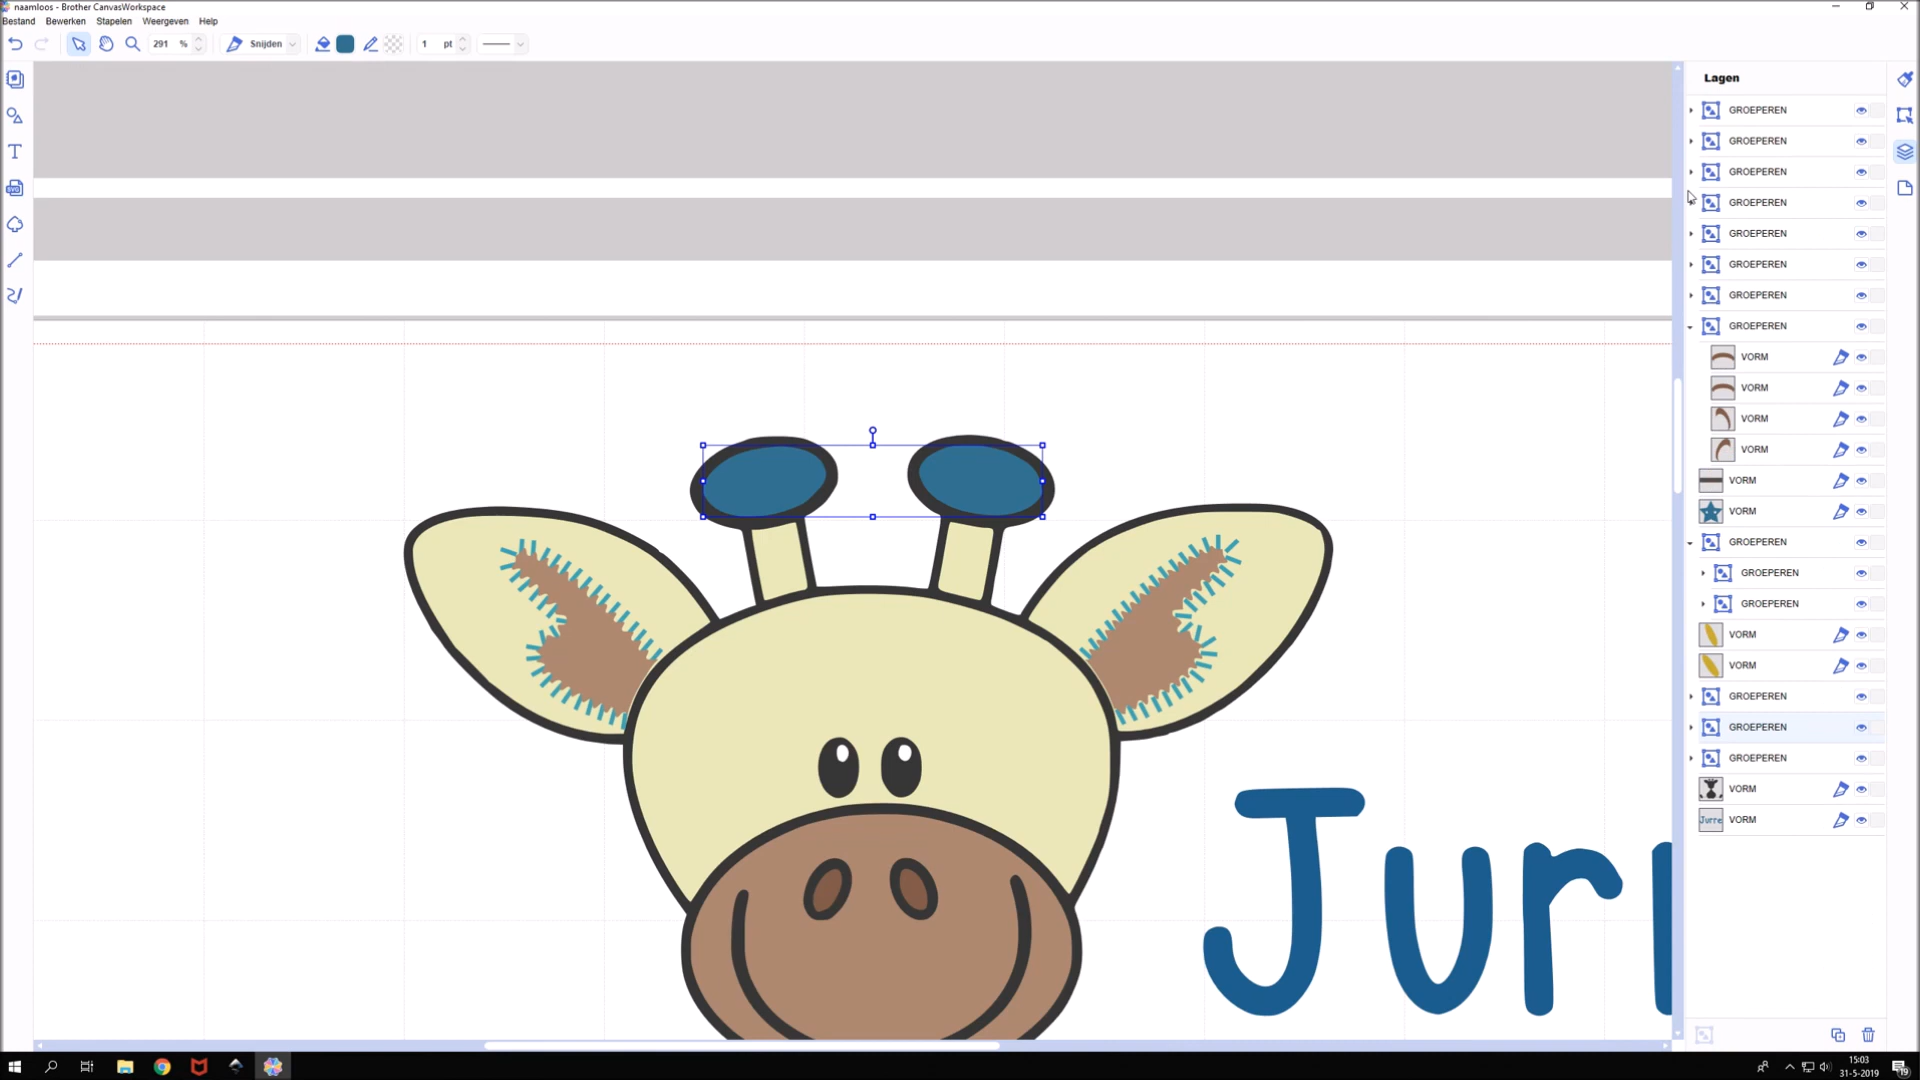 naamloos - Brother CanvasWorkspace
Bestand Bewerken Stapelen Weergeven Help
291 % Snijden 1 pt
Lagen
GROEPEREN
GROEPEREN
GROEPEREN
GROEPEREN
GROEPEREN
GROEPEREN
GROEPEREN
GROEPEREN
VORM
VORM
VORM
VORM
VORM
VORM
GROEPEREN
GROEPEREN
GROEPEREN
VORM
VORM
GROEPEREN
GROEPEREN
GROEPEREN
VORM
Jurre VORM
Jurr
15:03
31-5-2019
19